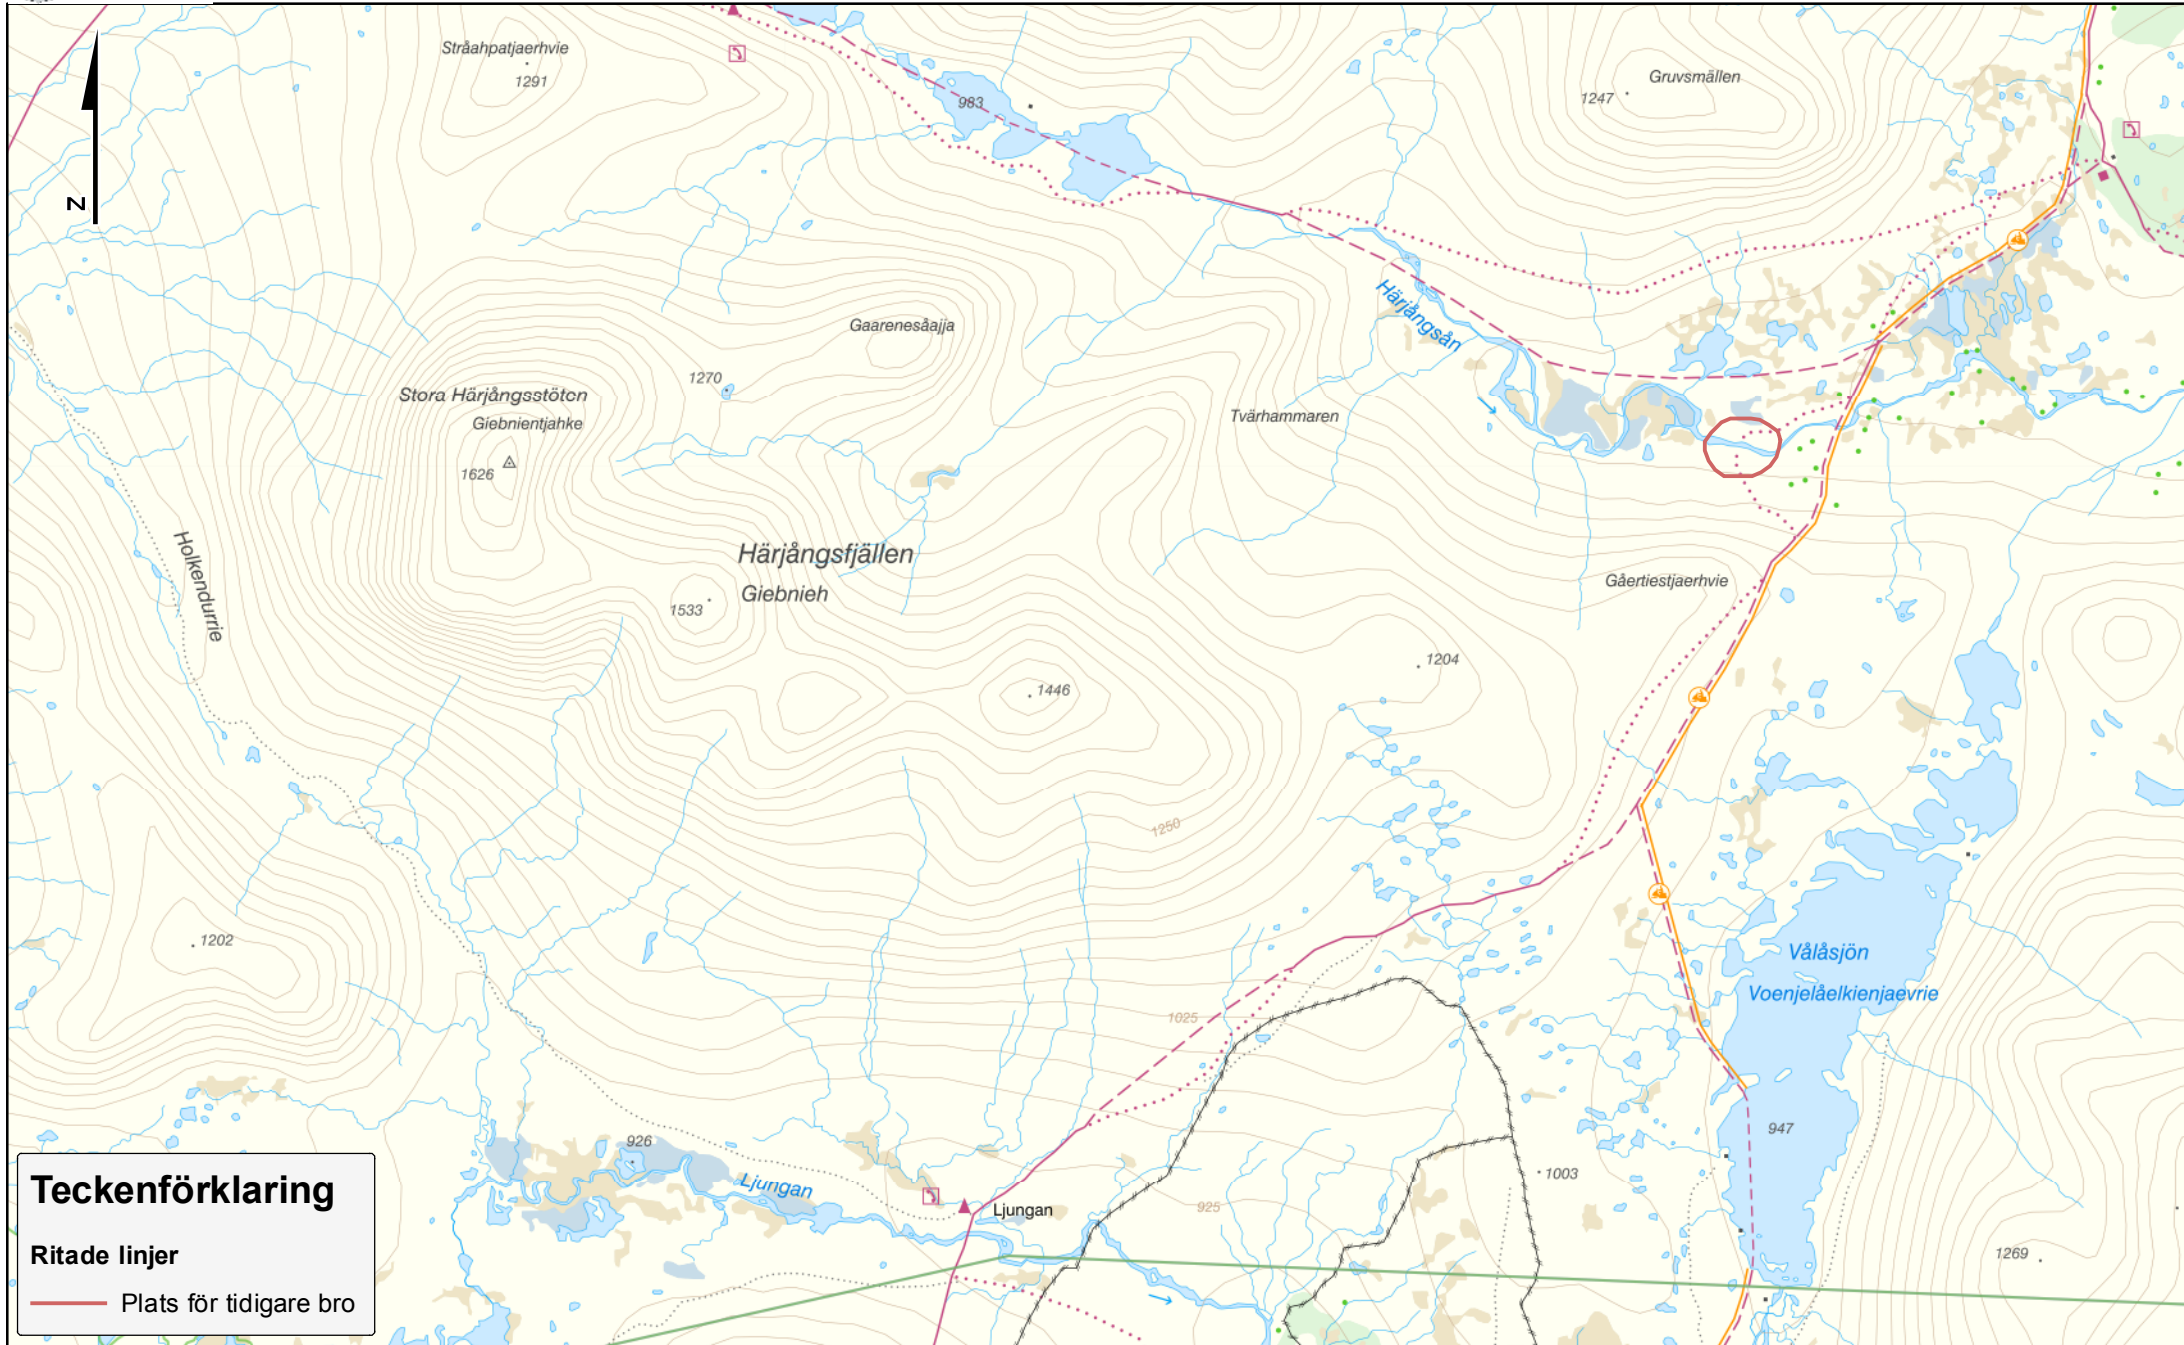 Stråahpatjaerhvie
1291
983
Gruvsmällen
1247
N
Härjångsån
Gaarenesåajja
1270
Stora Härjångsstöten
Giebnientjahke
1626
Tvärhammaren
Holkendurrie
Härjångsfjällen
Giebnieh
1533
Gåertiestjaerhvie
1204
1446
1250
1202
Vålåsjön
Voenjelåelkienjaevrie
1025
947
926
Ljungan
1003
925
Ljungan
1269
Teckenförklaring
Ritade linjer
Plats för tidigare bro